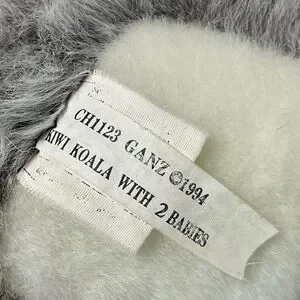 CH1123 GANZ ©1994
KIWI KOALA WITH 2 BABIES